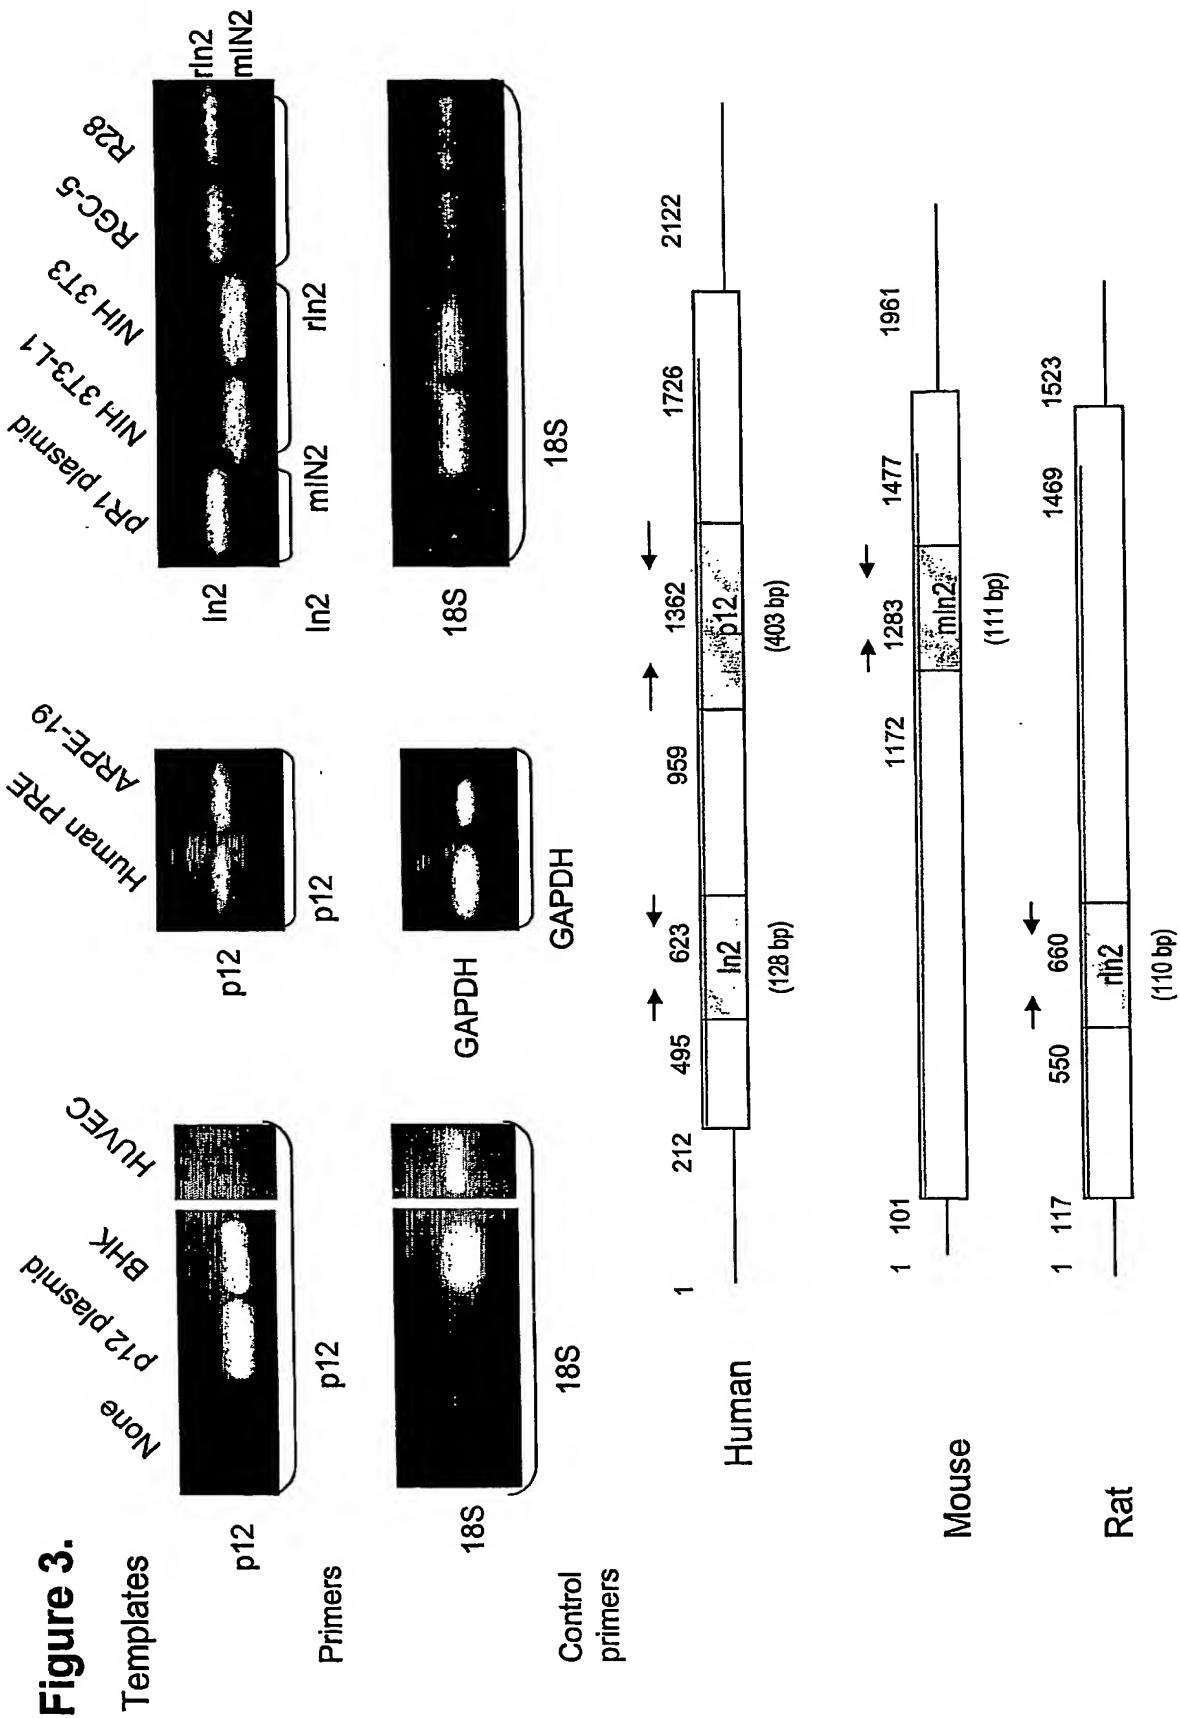 Figure 3.
Templates
None
p12 plasmid
BHK
HUVEC
Human PRE
ARPE-19
pR1 plasmid
NIH 3T3-L1
NIH 3T3
RGC-5
R28
p12
p12
In2
rIn2
mIN2
Primers
p12
p12
In2
mIN2
rIn2
18S
GAPDH
18S
Control
primers
18S
GAPDH
18S
Human
1
212
495
623
959
1362
1726
2122
In2
p12
(128 bp)
(403 bp)
Mouse
1
101
1172
1283
1477
1961
mIn2
(111 bp)
Rat
1
117
550
660
1469
1523
rIn2
(110 bp)